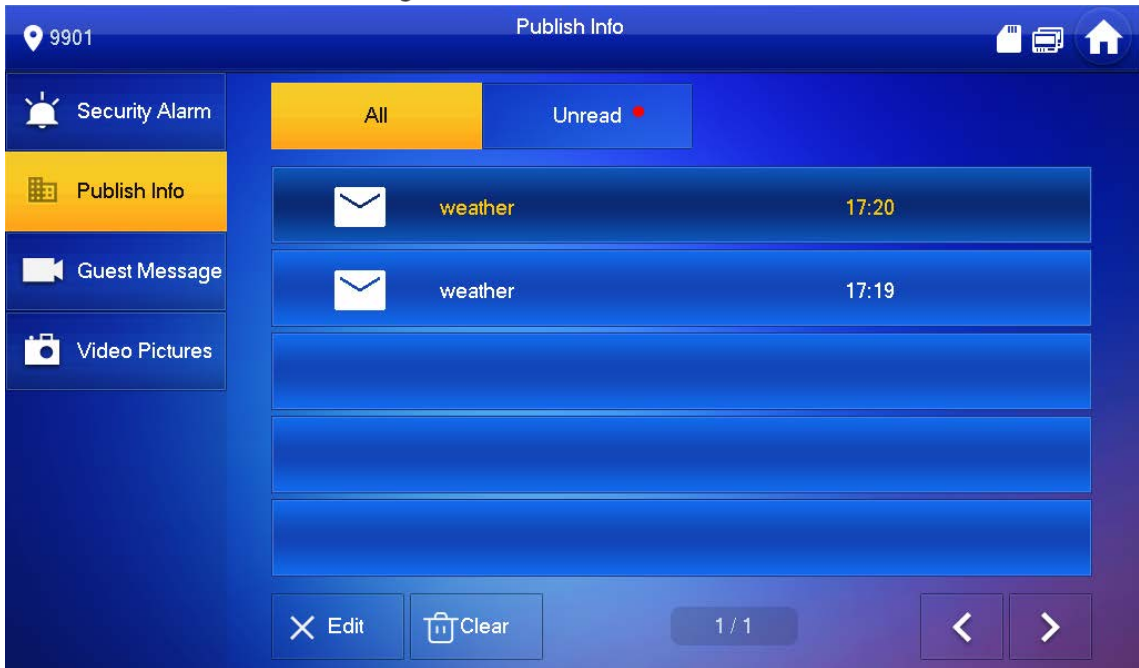 9901
Publish Info
Security Alarm
Publish Info
Guest Message
Video Pictures
All
Unread
weather 17:20
weather 17:19
Edit
Clear
1 / 1